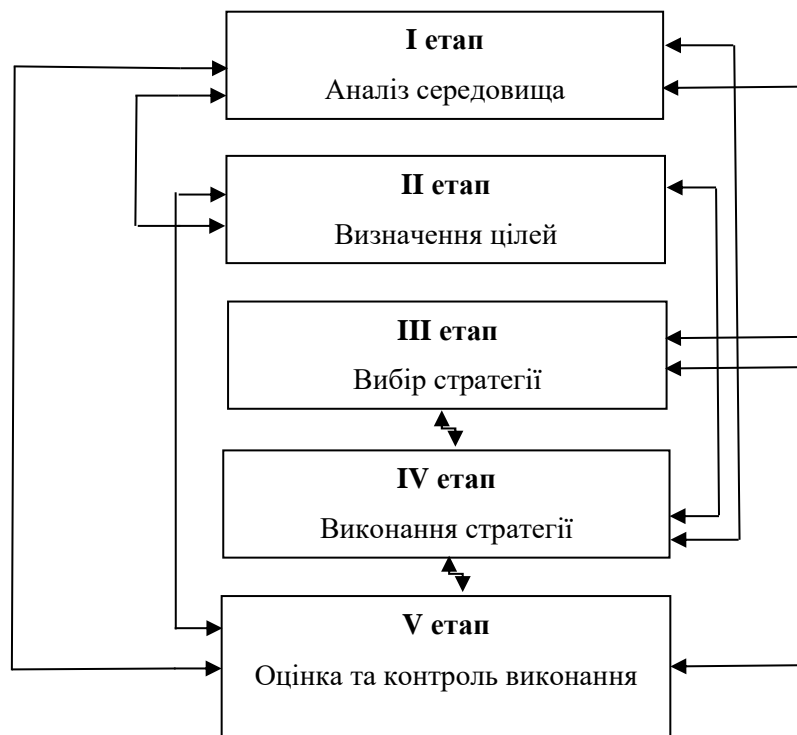 I етап
Аналіз середовища
II етап
Визначення цілей
III етап
Вибір стратегії
IV етап
Виконання стратегії
V етап
Оцінка та контроль виконання